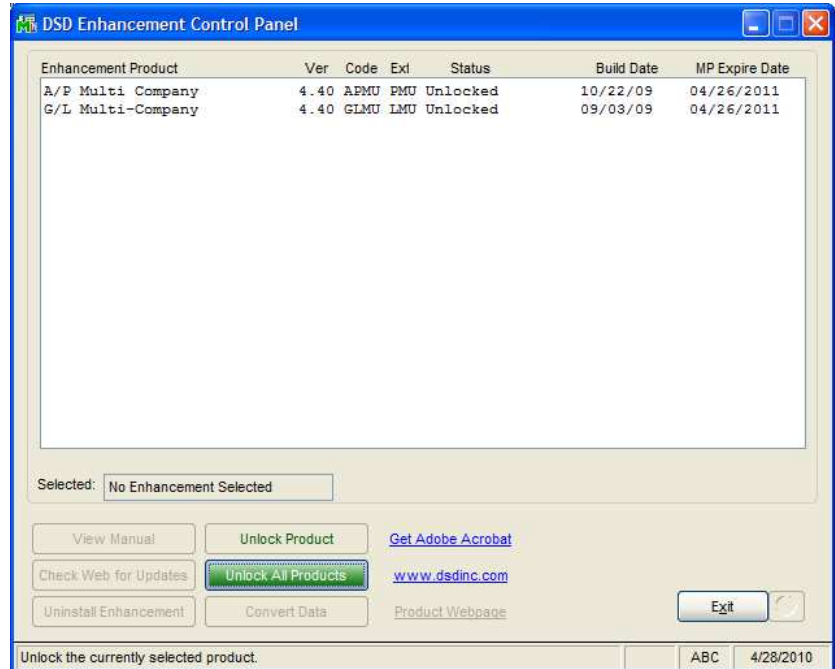 DSD Enhancement Control Panel
Enhancement Product Ver Code Ext Status Build Date MP Expire Date
A/P Multi Company 4.40 APMU PMU Unlocked 10/22/09 04/26/2011
G/L Multi-Company 4.40 GLMU LMU Unlocked 09/03/09 04/26/2011
Selected: No Enhancement Selected
View Manual Unlock Product Get Adobe Acrobat
Check Web for Updates Unlock All Products www.dsdinc.com
Uninstall Enhancement Convert Data Product Webpage Exit
Unlock the currently selected product. ABC 4/28/2010